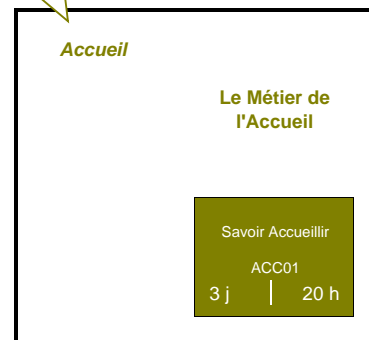 Accueil
Le Métier de
l'Accueil
Savoir Accueillir
ACC01
3 j 20 h